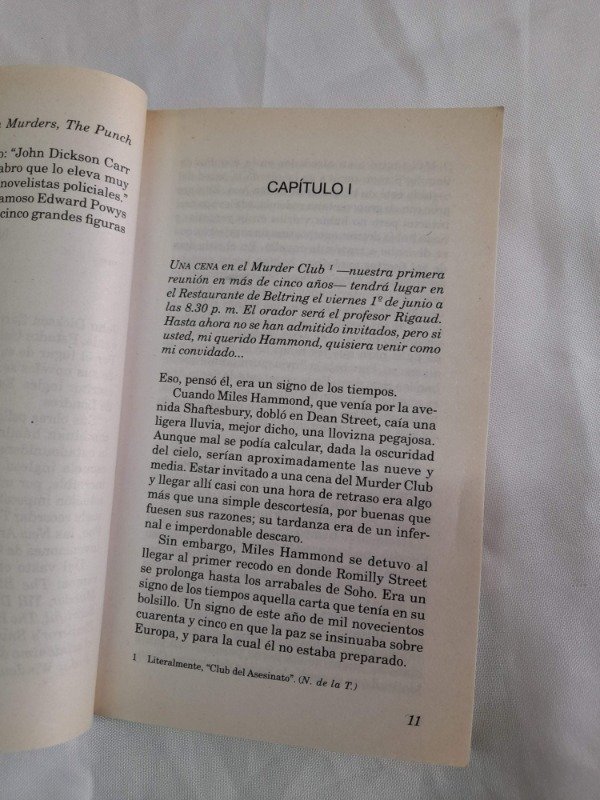 Murders, The Punch
"John Dickson Carr
abro que lo eleva muy
novelistas policiales."
amoso Edward Powys
cinco grandes figuras
CAPÍTULO I
UNA CENA en el Murder Club ¹ —nuestra primera
reunión en más de cinco años— tendrá lugar en
el Restaurante de Beltring el viernes 1º de junio a
las 8.30 p. m. El orador será el profesor Rigaud.
Hasta ahora no se han admitido invitados, pero si
usted, mi querido Hammond, quisiera venir como
mi convidado...
Eso, pensó él, era un signo de los tiempos.
Cuando Miles Hammond, que venía por la ave-
nida Shaftesbury, dobló en Dean Street, caía una
ligera lluvia, mejor dicho, una llovizna pegajosa.
Aunque mal se podía calcular, dada la oscuridad
del cielo, serían aproximadamente las nueve y
media. Estar invitado a una cena del Murder Club
y llegar allí casi con una hora de retraso era algo
más que una simple descortesía, por buenas que
fuesen sus razones; su tardanza era de un infer-
nal e imperdonable descaro.
Sin embargo, Miles Hammond se detuvo al
llegar al primer recodo en donde Romilly Street
se prolonga hasta los arrabales de Soho. Era un
signo de los tiempos aquella carta que tenía en su
bolsillo. Un signo de este año de mil novecientos
cuarenta y cinco en que la paz se insinuaba sobre
Europa, y para la cual él no estaba preparado.
1 Literalmente, "Club del Asesinato". (N. de la T.)
11